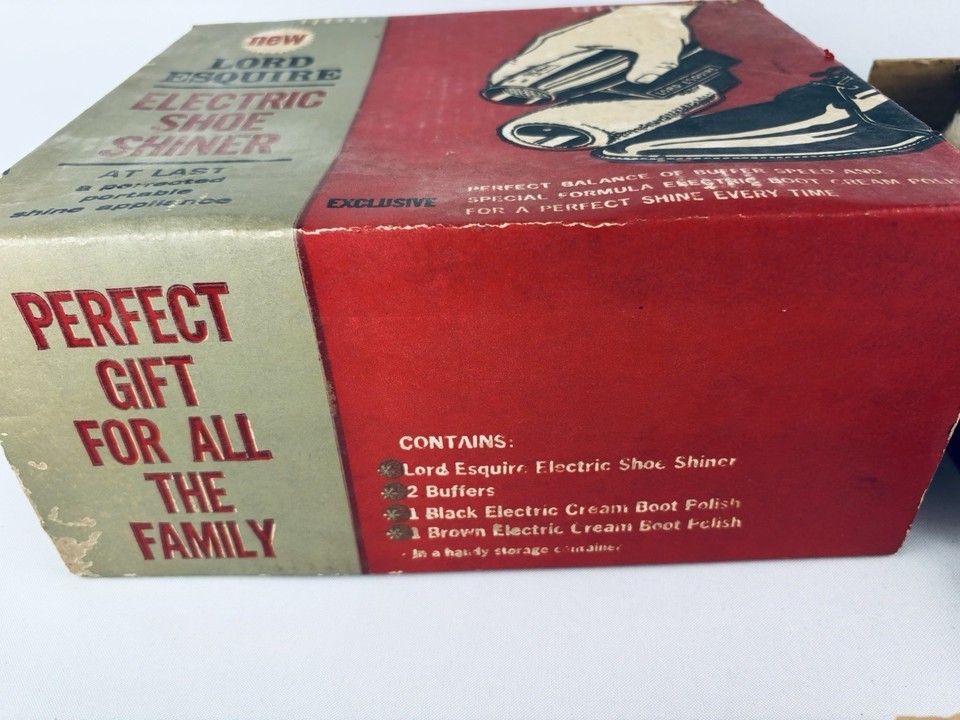 new
LORD
ESQUIRE
ELECTRIC
SHOE
SHINER
AT LAST
a perfected
portable
shine appliance
LORD ESQUIRE
EXCLUSIVE
PERFECT BALANCE OF BUFFER SPEED AND
SPECIAL FORMULA ELECTRIC BOOT CREAM POLIS
FOR A PERFECT SHINE EVERY TIME
PERFECT
GIFT
FOR ALL
THE
FAMILY
CONTAINS:
Lord Esquire Electric Shoe Shiner
2 Buffers
1 Black Electric Cream Boot Polish
1 Brown Electric Cream Boot Polish
- In a handy storage container